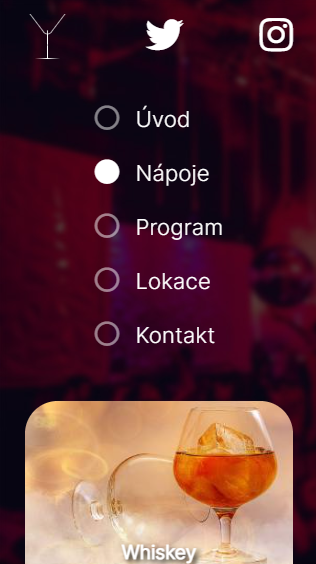 Úvod
Nápoje
Program
Lokace
Kontakt
Whiskey